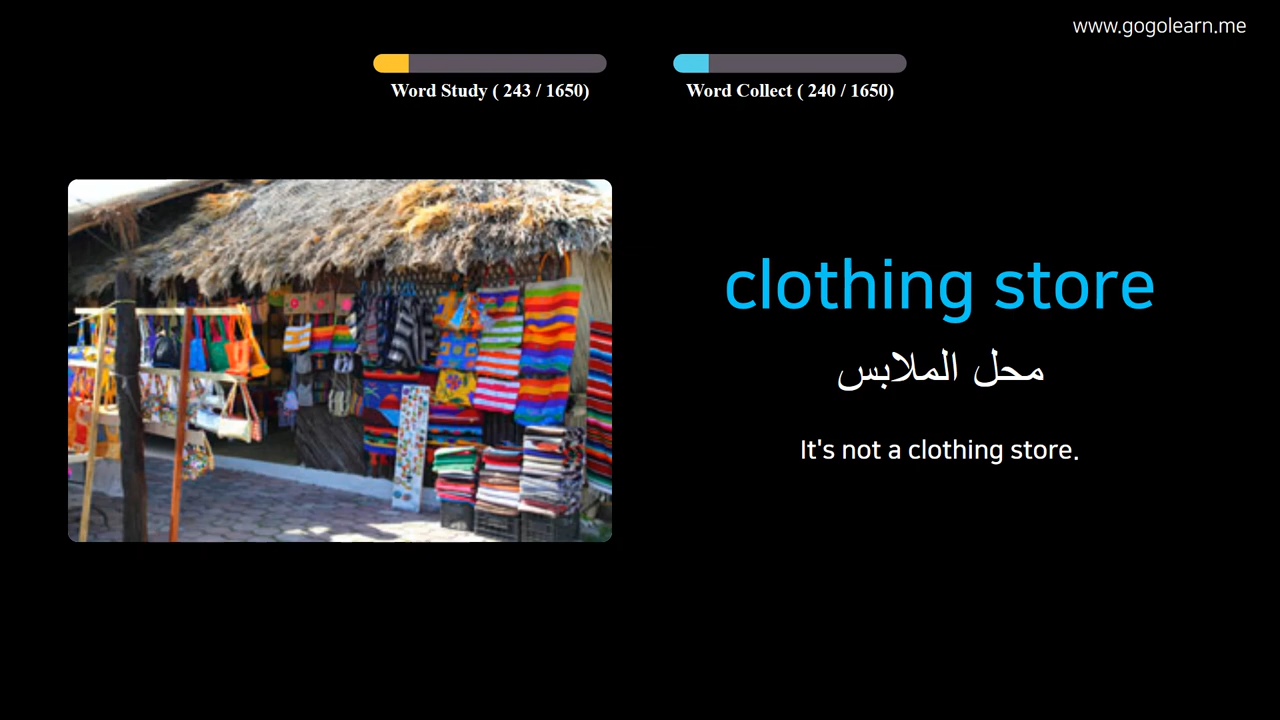 www.gogolearn.me
Word Study ( 243 / 1650)
Word Collect ( 240 / 1650)
clothing store
محل الملابس
It's not a clothing store.